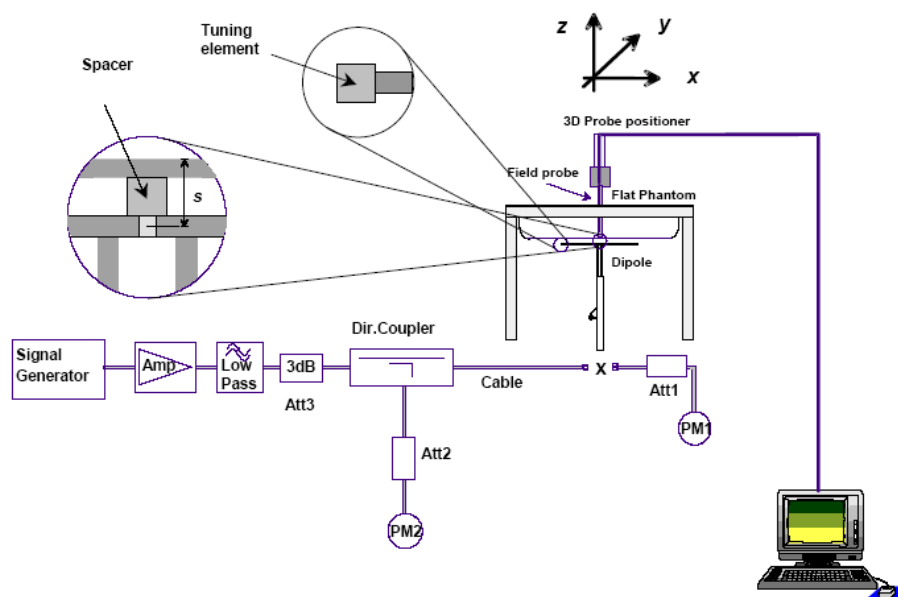 Tuning
element
Spacer
s
z
y
x
3D Probe positioner
Field probe
Flat Phantom
Dipole
Dir.Coupler
Signal
Generator
Amp
Low
Pass
3dB
Att3
Cable
X
Att1
PM1
Att2
PM2